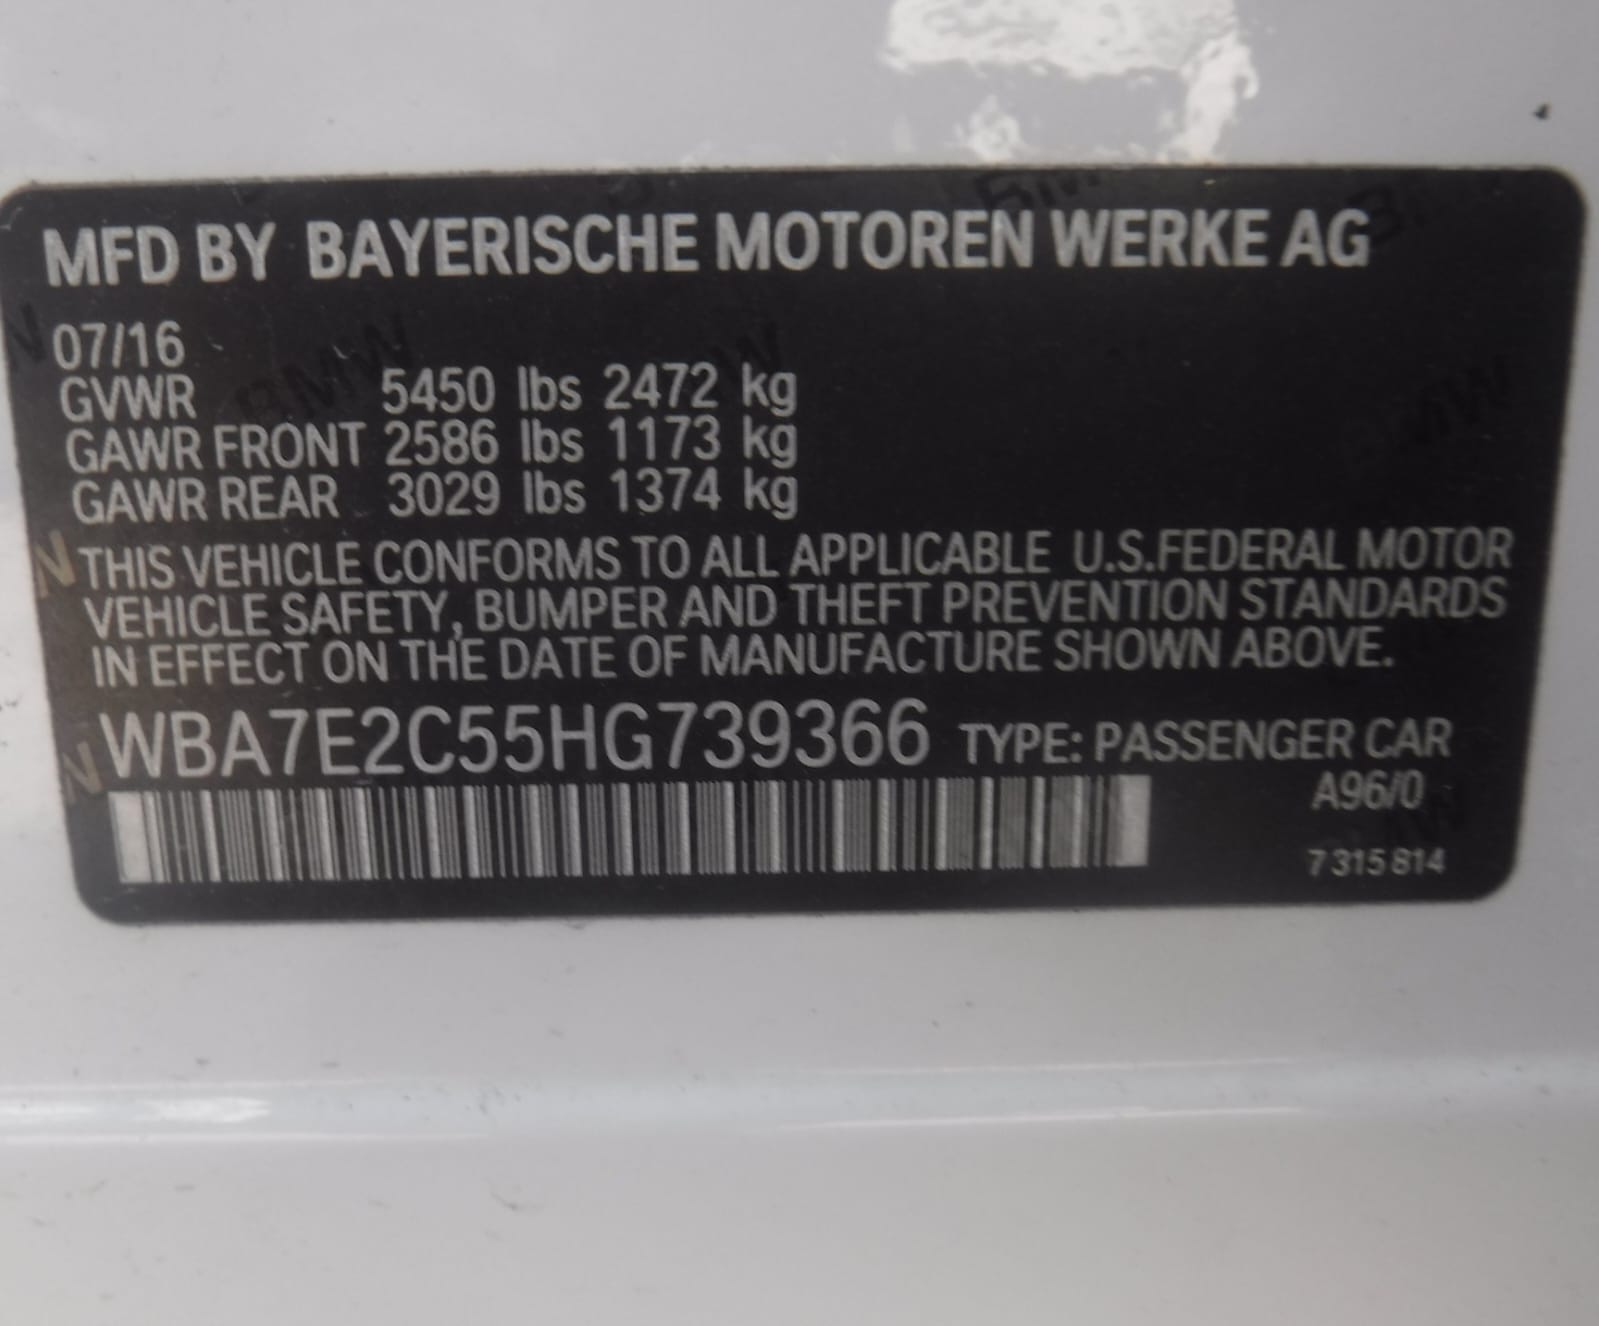 MFD BY BAYERISCHE MOTOREN WERKE AG
07/16
GVWR 5450 lbs 2472 kg
GAWR FRONT 2586 lbs 1173 kg
GAWR REAR 3029 lbs 1374 kg
THIS VEHICLE CONFORMS TO ALL APPLICABLE U.S.FEDERAL MOTOR
VEHICLE SAFETY, BUMPER AND THEFT PREVENTION STANDARDS
IN EFFECT ON THE DATE OF MANUFACTURE SHOWN ABOVE.
WBA7E2C55HG739366 TYPE: PASSENGER CAR
A96/0
7 315 814